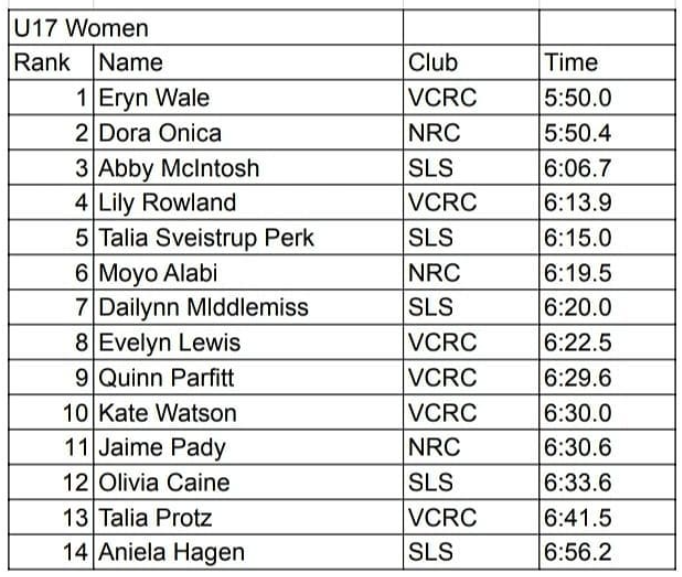 U17 Women
Rank Name Club Time
1 Eryn Wale VCRC 5:50.0
2 Dora Onica NRC 5:50.4
3 Abby McIntosh SLS 6:06.7
4 Lily Rowland VCRC 6:13.9
5 Talia Sveistrup Perk SLS 6:15.0
6 Moyo Alabi NRC 6:19.5
7 Dailynn MIddlemiss SLS 6:20.0
8 Evelyn Lewis VCRC 6:22.5
9 Quinn Parfitt VCRC 6:29.6
10 Kate Watson VCRC 6:30.0
11 Jaime Pady NRC 6:30.6
12 Olivia Caine SLS 6:33.6
13 Talia Protz VCRC 6:41.5
14 Aniela Hagen SLS 6:56.2